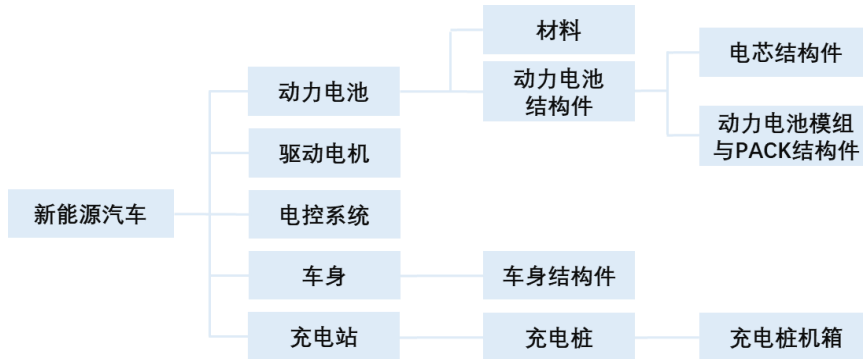 材料
电芯结构件
动力电池
动力电池
结构件
动力电池模组
与PACK结构件
驱动电机
新能源汽车
电控系统
车身
车身结构件
充电站
充电桩
充电桩机箱